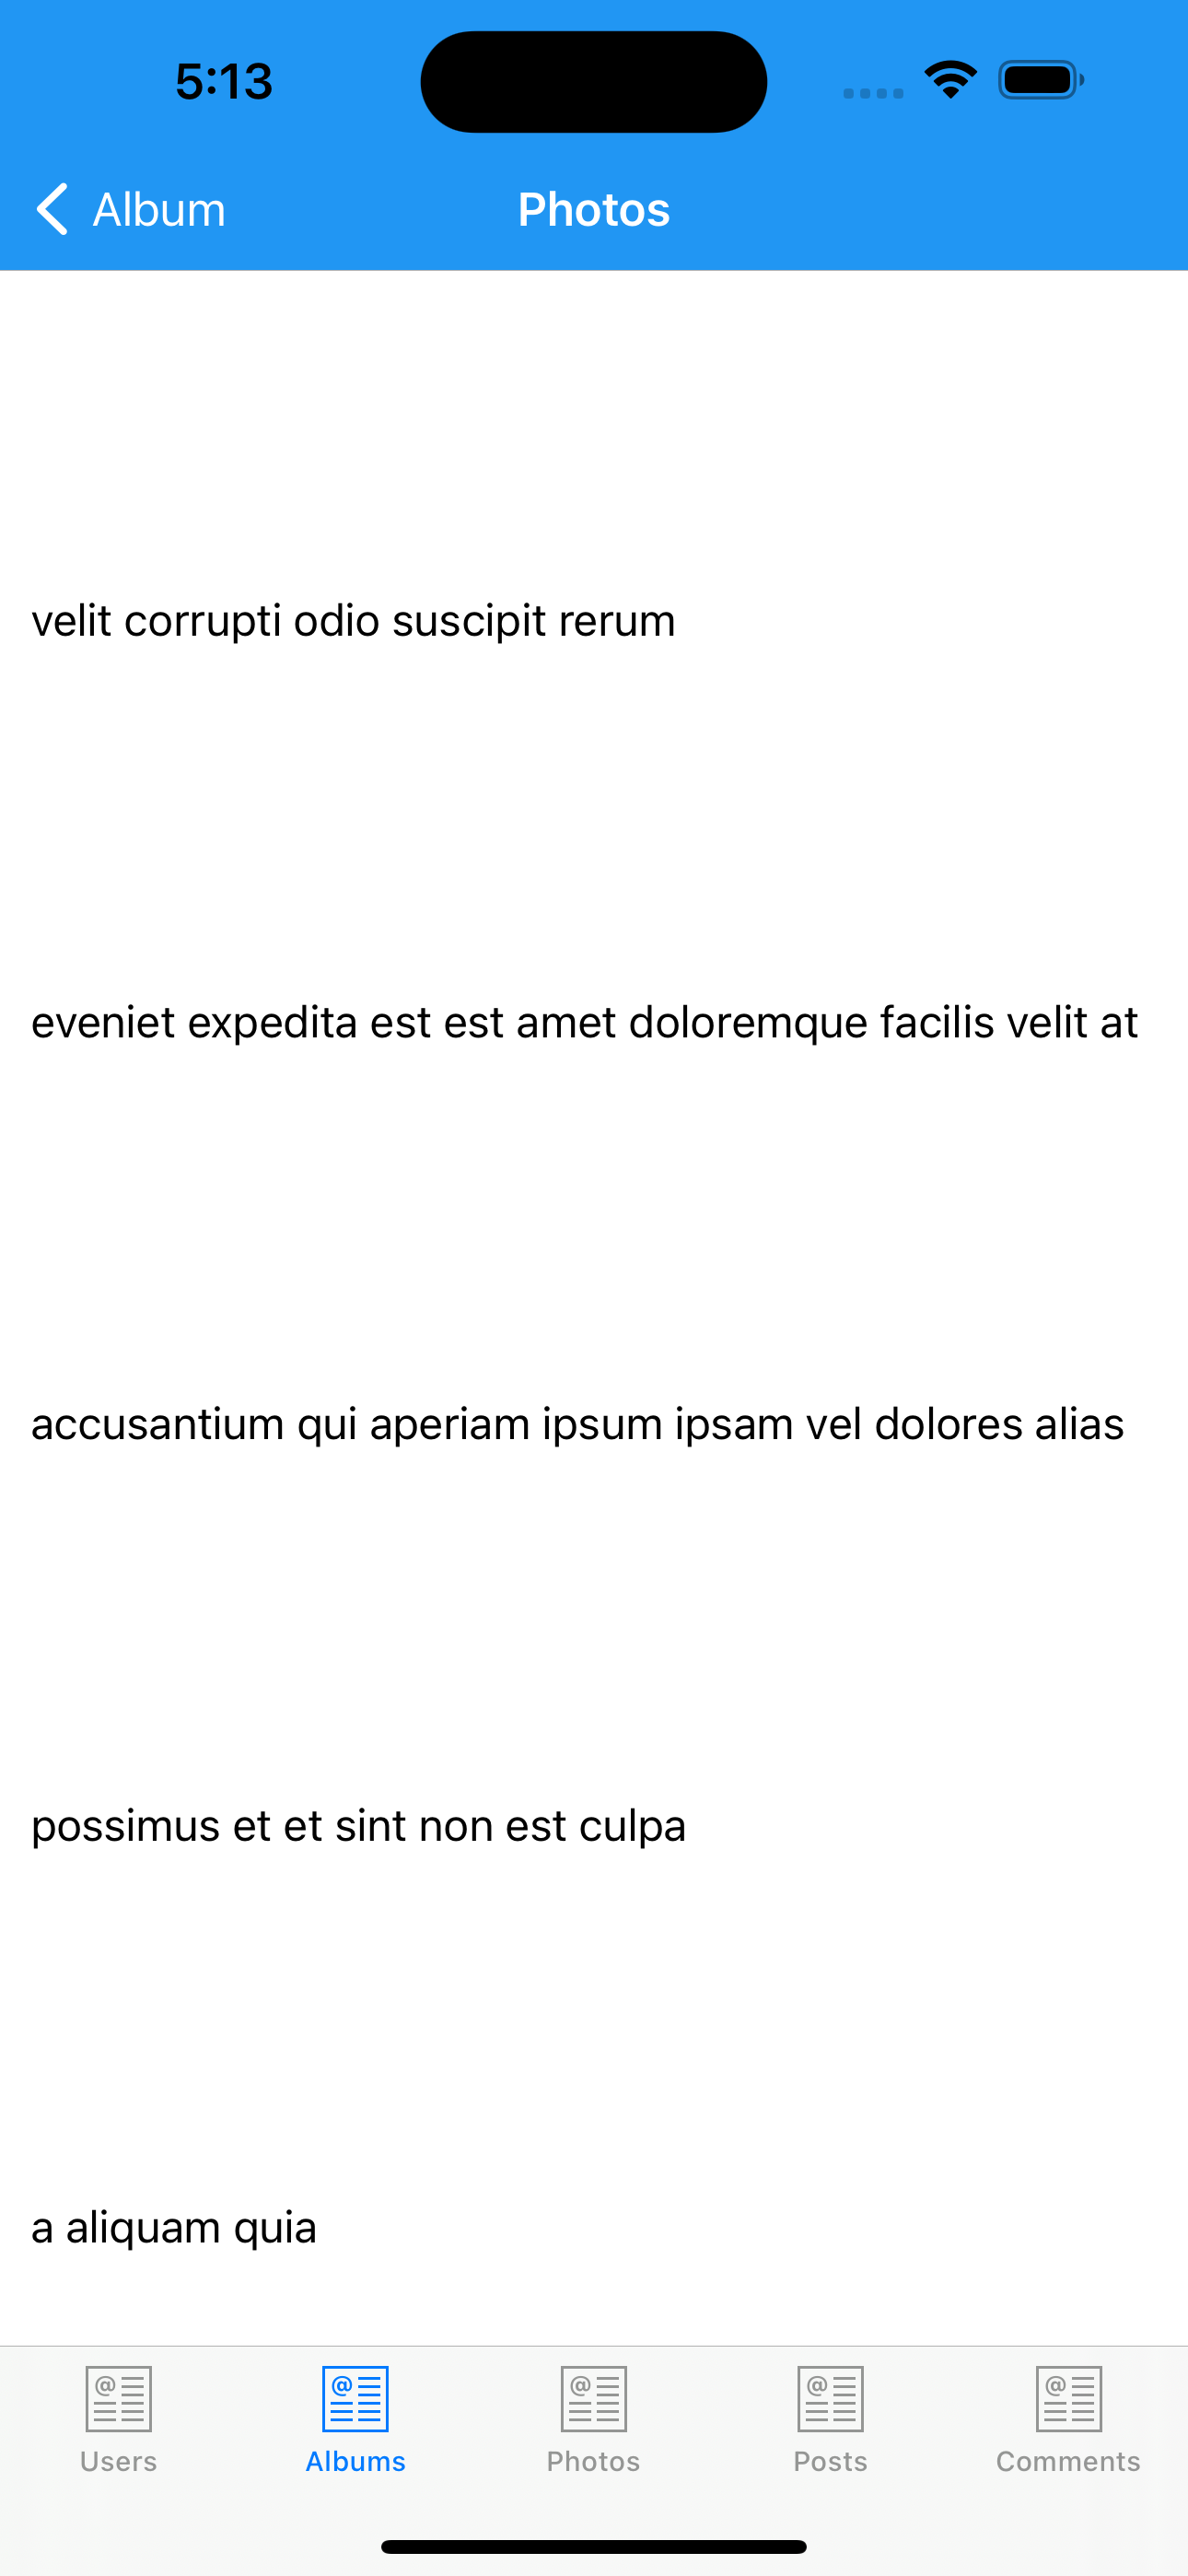 5:13
Album
Photos
velit corrupti odio suscipit rerum
eveniet expedita est est amet doloremque facilis velit at
accusantium qui aperiam ipsum ipsam vel dolores alias
possimus et et sint non est culpa
a aliquam quia
@ @ @ @ @
Users Albums Photos Posts Comments